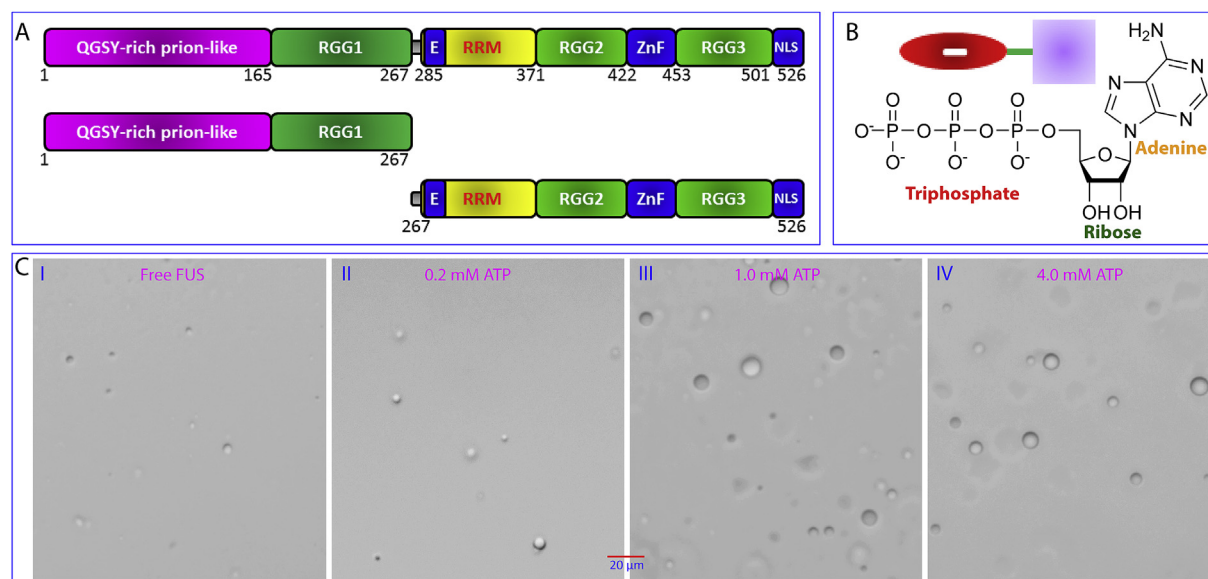 A
QGSY-rich prion-like RGG1 E RRM RGG2 ZnF RGG3 NLS
1 165 267 285 371 422 453 501 526
QGSY-rich prion-like RGG1
1 267
E RRM RGG2 ZnF RGG3 NLS
267 526
B
H₂N
N N
N N
O O O
O⁻ P O P O P O
O⁻ O⁻ O⁻
O
Adenine
Triphosphate
OH OH
Ribose
C
I Free FUS
II 0.2 mM ATP
III 1.0 mM ATP
IV 4.0 mM ATP
20 μm